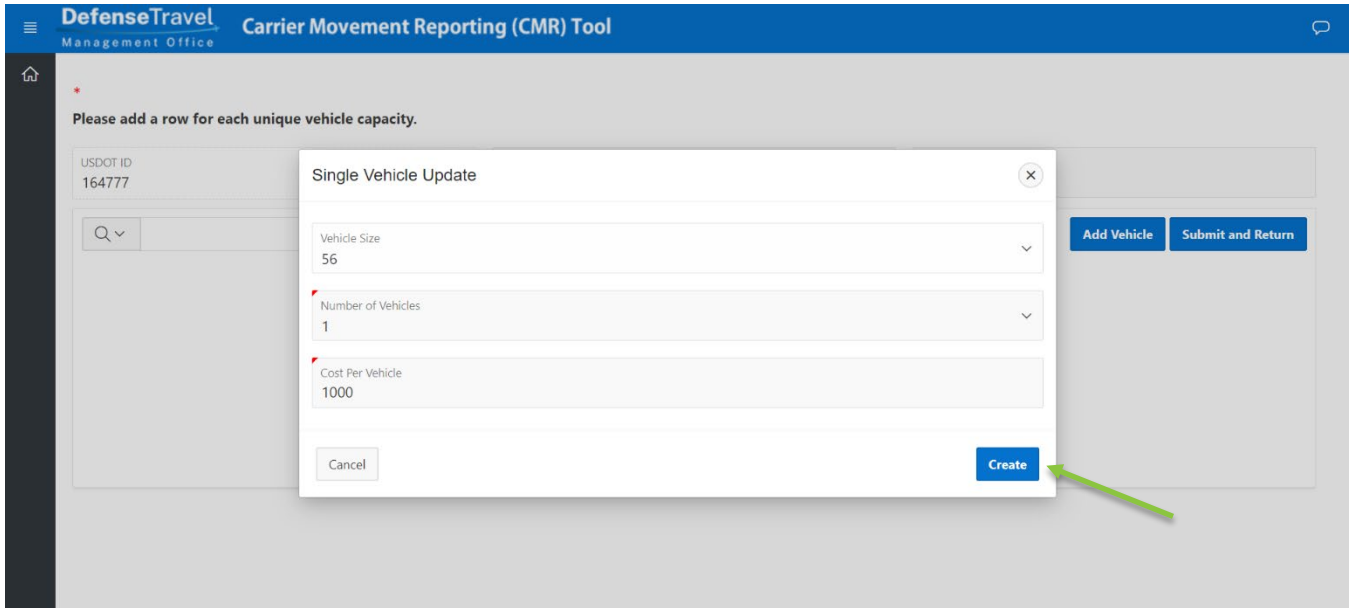 DefenseTravel
Management Office
Carrier Movement Reporting (CMR) Tool
*
Please add a row for each unique vehicle capacity.
USDOT ID
164777
Single Vehicle Update
Add Vehicle
Submit and Return
Vehicle Size
56
Number of Vehicles
1
Cost Per Vehicle
1000
Cancel
Create